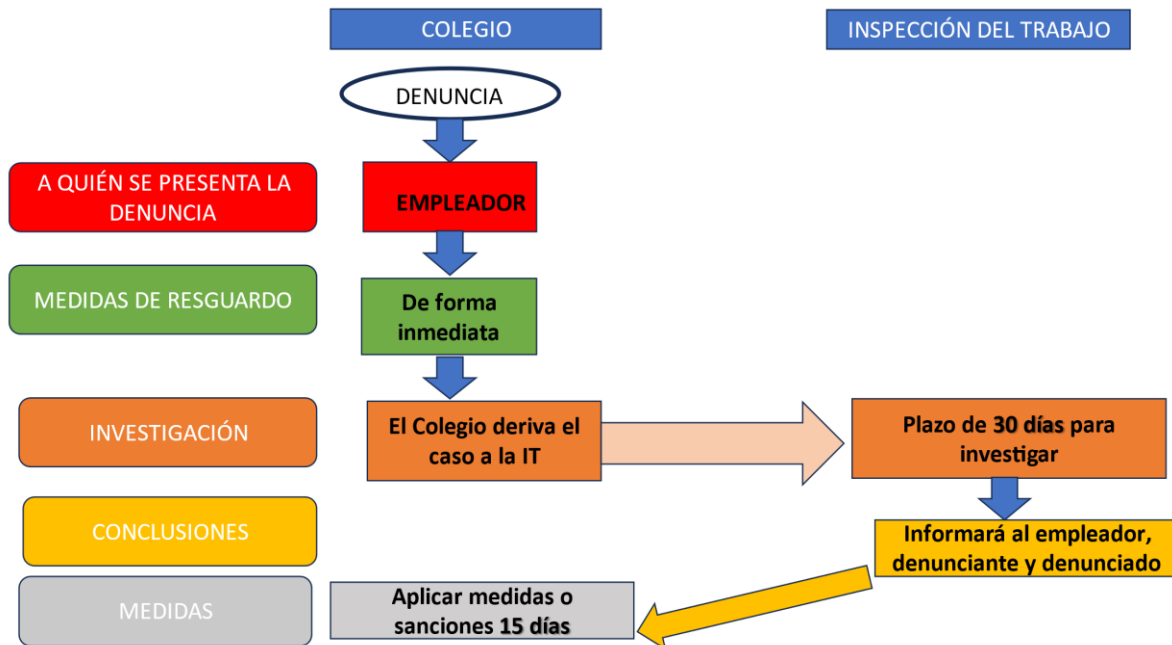 COLEGIO
INSPECCIÓN DEL TRABAJO
DENUNCIA
A QUIÉN SE PRESENTA LA
DENUNCIA
EMPLEADOR
MEDIDAS DE RESGUARDO
De forma
inmediata
INVESTIGACIÓN
El Colegio deriva el
caso a la IT
Plazo de 30 días para
investigar
CONCLUSIONES
Informará al empleador,
denunciante y denunciado
MEDIDAS
Aplicar medidas o
sanciones 15 días